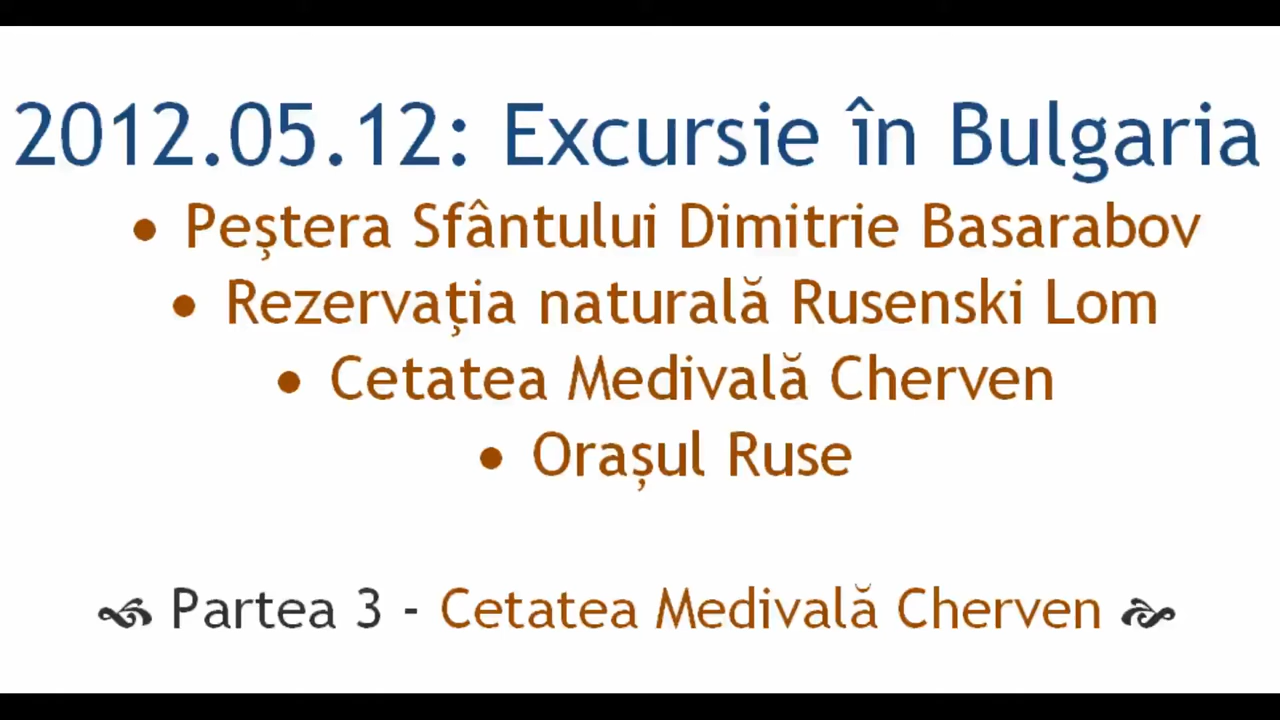 2012.05.12: Excursie în Bulgaria
• Peştera Sfântului Dimitrie Basarabov
• Rezervaţia naturală Rusenski Lom
• Cetatea Medivală Cherven
• Orașul Ruse
Partea 3 - Cetatea Medivală Cherven